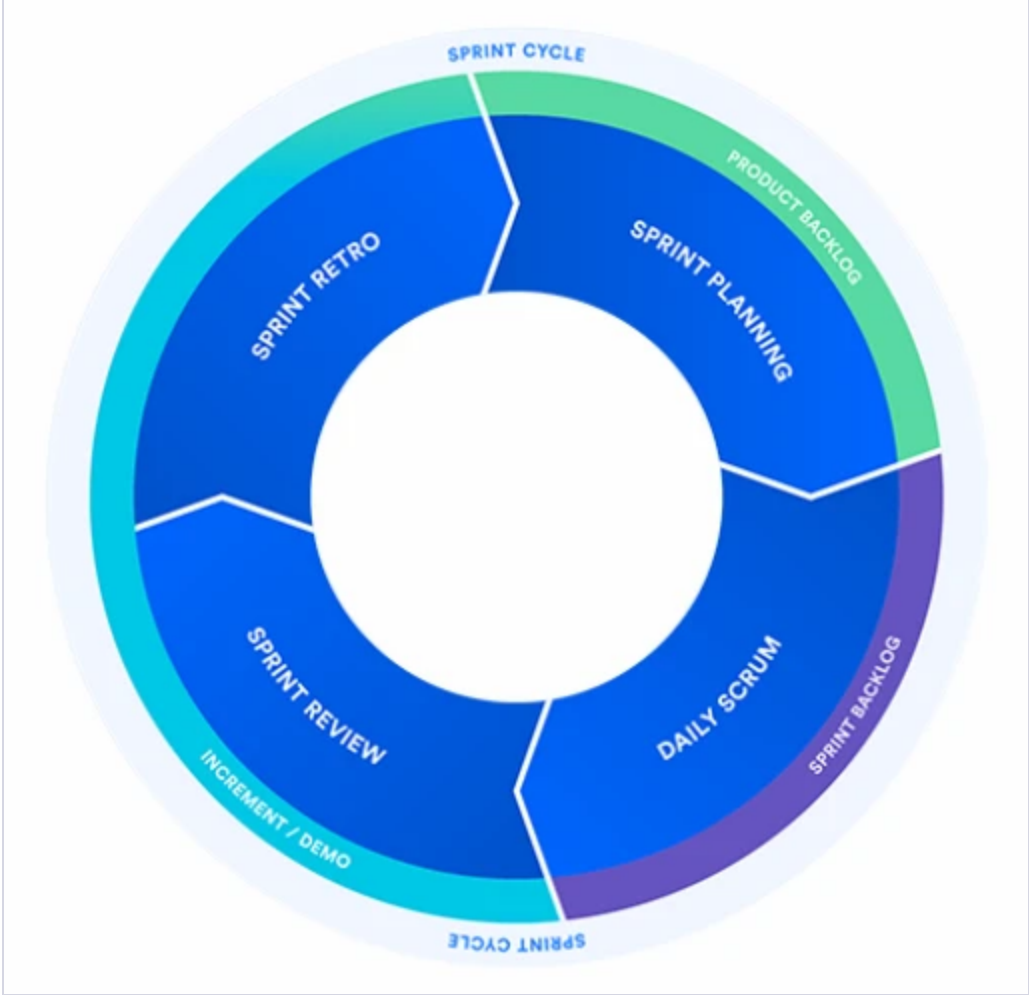 SPRINT CYCLE
PRODUCT BACKLOG
SPRINT PLANNING
SPRINT RETRO
SPRINT BACKLOG
DAILY SCRUM
SPRINT REVIEW
INCREMENT / DEMO
SPRINT CYCLE